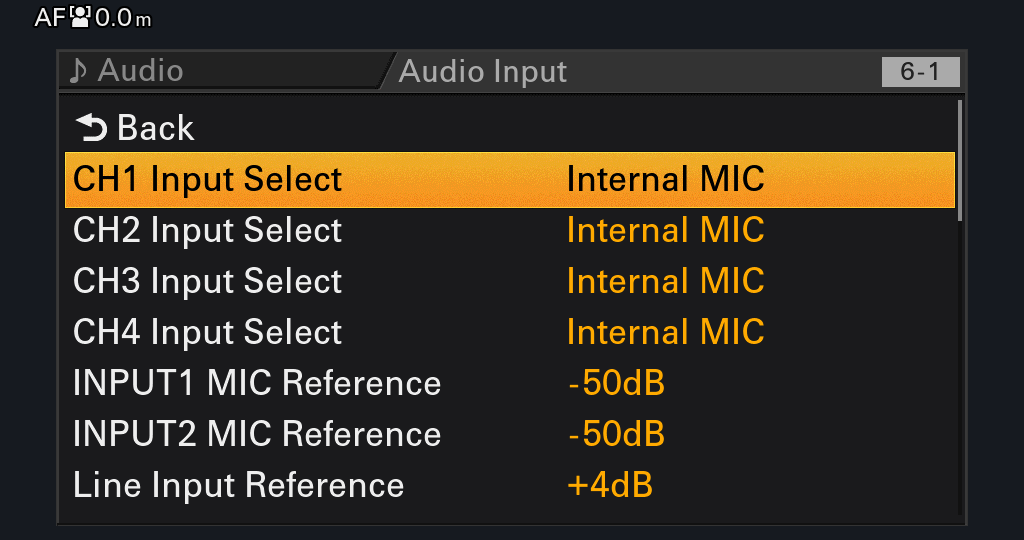 AF 0.0m
Audio Audio Input 6-1
Back
CH1 Input Select Internal MIC
CH2 Input Select Internal MIC
CH3 Input Select Internal MIC
CH4 Input Select Internal MIC
INPUT1 MIC Reference -50dB
INPUT2 MIC Reference -50dB
Line Input Reference +4dB